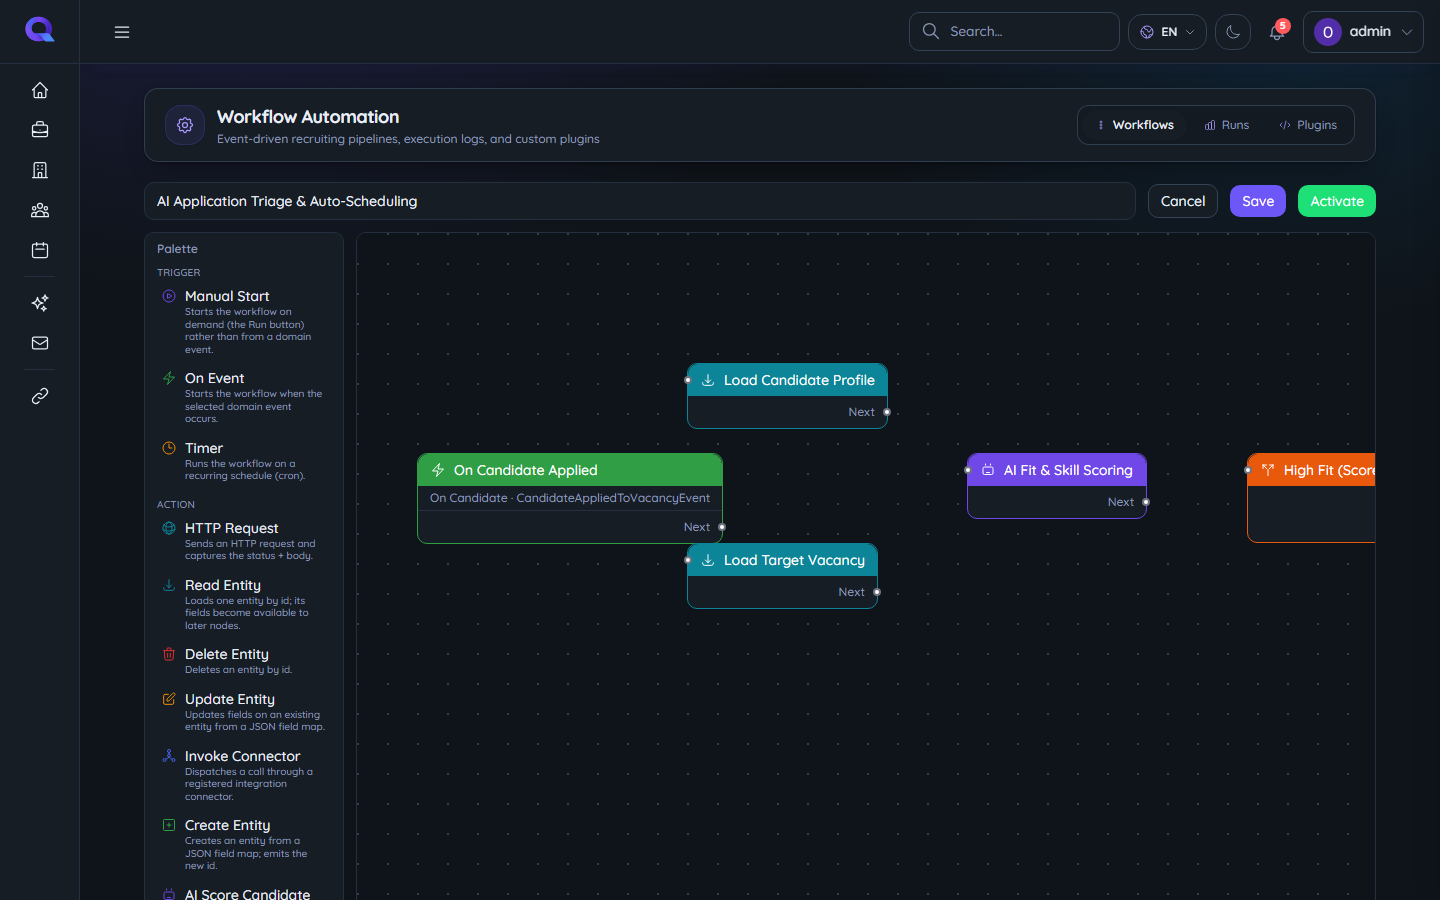 Search...
EN
5
O
admin
Workflow Automation
Event-driven recruiting pipelines, execution logs, and custom plugins
Workflows
Runs
Plugins
AI Application Triage & Auto-Scheduling
Cancel
Save
Activate
Palette
TRIGGER
Manual Start
Starts the workflow on
demand (the Run button)
rather than from a domain
event.
On Event
Starts the workflow when the
selected domain event
occurs.
Timer
Runs the workflow on a
recurring schedule (cron).
ACTION
HTTP Request
Sends an HTTP request and
captures the status + body.
Read Entity
Loads one entity by id; its
fields become available to
later nodes.
Delete Entity
Deletes an entity by id.
Update Entity
Updates fields on an existing
entity from a JSON field map.
Invoke Connector
Dispatches a call through a
registered integration
connector.
Create Entity
Creates an entity from a
JSON field map; emits the
new id.
AI Score Candidate
Load Candidate Profile
Next
On Candidate Applied
On Candidate · CandidateAppliedToVacancyEvent
Next
Load Target Vacancy
Next
AI Fit & Skill Scoring
Next
High Fit (Score